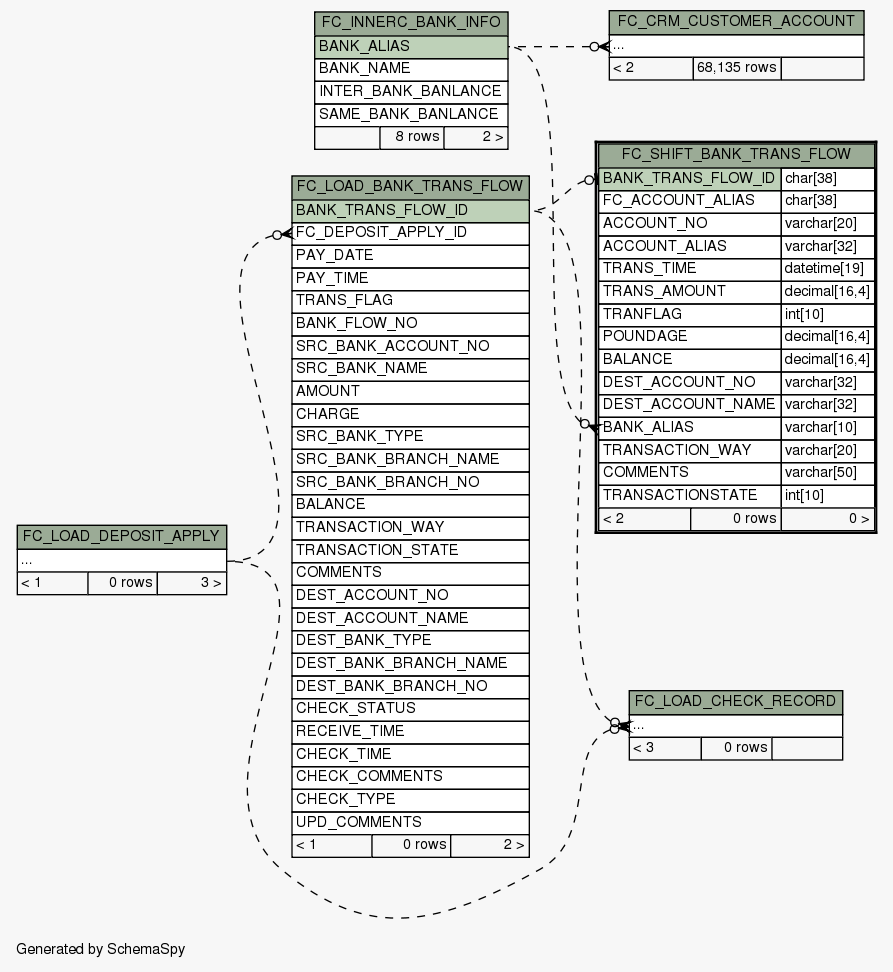 FC_INNERC_BANK_INFO
BANK_ALIAS
BANK_NAME
INTER_BANK_BANLANCE
SAME_BANK_BANLANCE
8 rows 2 >
FC_CRM_CUSTOMER_ACCOUNT
...
< 2 68,135 rows
FC_SHIFT_BANK_TRANS_FLOW
BANK_TRANS_FLOW_ID char[38]
FC_ACCOUNT_ALIAS char[38]
ACCOUNT_NO varchar[20]
ACCOUNT_ALIAS varchar[32]
TRANS_TIME datetime[19]
TRANS_AMOUNT decimal[16,4]
TRANFLAG int[10]
POUNDAGE decimal[16,4]
BALANCE decimal[16,4]
DEST_ACCOUNT_NO varchar[32]
DEST_ACCOUNT_NAME varchar[32]
BANK_ALIAS varchar[10]
TRANSACTION_WAY varchar[20]
COMMENTS varchar[50]
TRANSACTIONSTATE int[10]
< 2 0 rows 0 >
FC_LOAD_BANK_TRANS_FLOW
BANK_TRANS_FLOW_ID
FC_DEPOSIT_APPLY_ID
PAY_DATE
PAY_TIME
TRANS_FLAG
BANK_FLOW_NO
SRC_BANK_ACCOUNT_NO
SRC_BANK_NAME
AMOUNT
CHARGE
SRC_BANK_TYPE
SRC_BANK_BRANCH_NAME
SRC_BANK_BRANCH_NO
BALANCE
TRANSACTION_WAY
TRANSACTION_STATE
COMMENTS
DEST_ACCOUNT_NO
DEST_ACCOUNT_NAME
DEST_BANK_TYPE
DEST_BANK_BRANCH_NAME
DEST_BANK_BRANCH_NO
CHECK_STATUS
RECEIVE_TIME
CHECK_TIME
CHECK_COMMENTS
CHECK_TYPE
UPD_COMMENTS
< 1 0 rows 2 >
FC_LOAD_DEPOSIT_APPLY
...
< 1 0 rows 3 >
FC_LOAD_CHECK_RECORD
...
< 3 0 rows
Generated by SchemaSpy